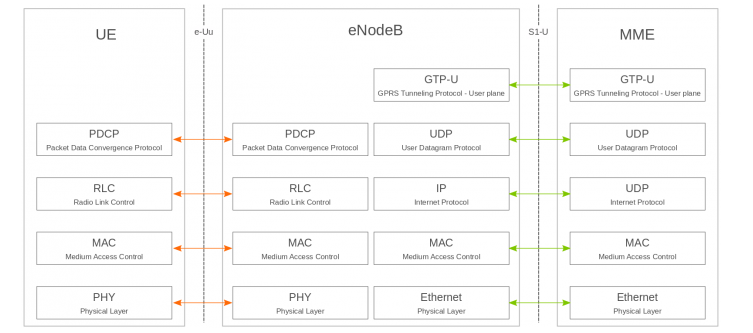 UE
e-Uu
eNodeB
S1-U
MME
GTP-U
GPRS Tunneling Protocol - User plane
GTP-U
GPRS Tunneling Protocol - User plane
PDCP
Packet Data Convergence Protocol
PDCP
Packet Data Convergence Protocol
UDP
User Datagram Protocol
UDP
User Datagram Protocol
RLC
Radio Link Control
RLC
Radio Link Control
IP
Internet Protocol
UDP
Internet Protocol
MAC
Medium Access Control
MAC
Medium Access Control
MAC
Medium Access Control
MAC
Medium Access Control
PHY
Physical Layer
PHY
Physical Layer
Ethernet
Physical Layer
Ethernet
Physical Layer